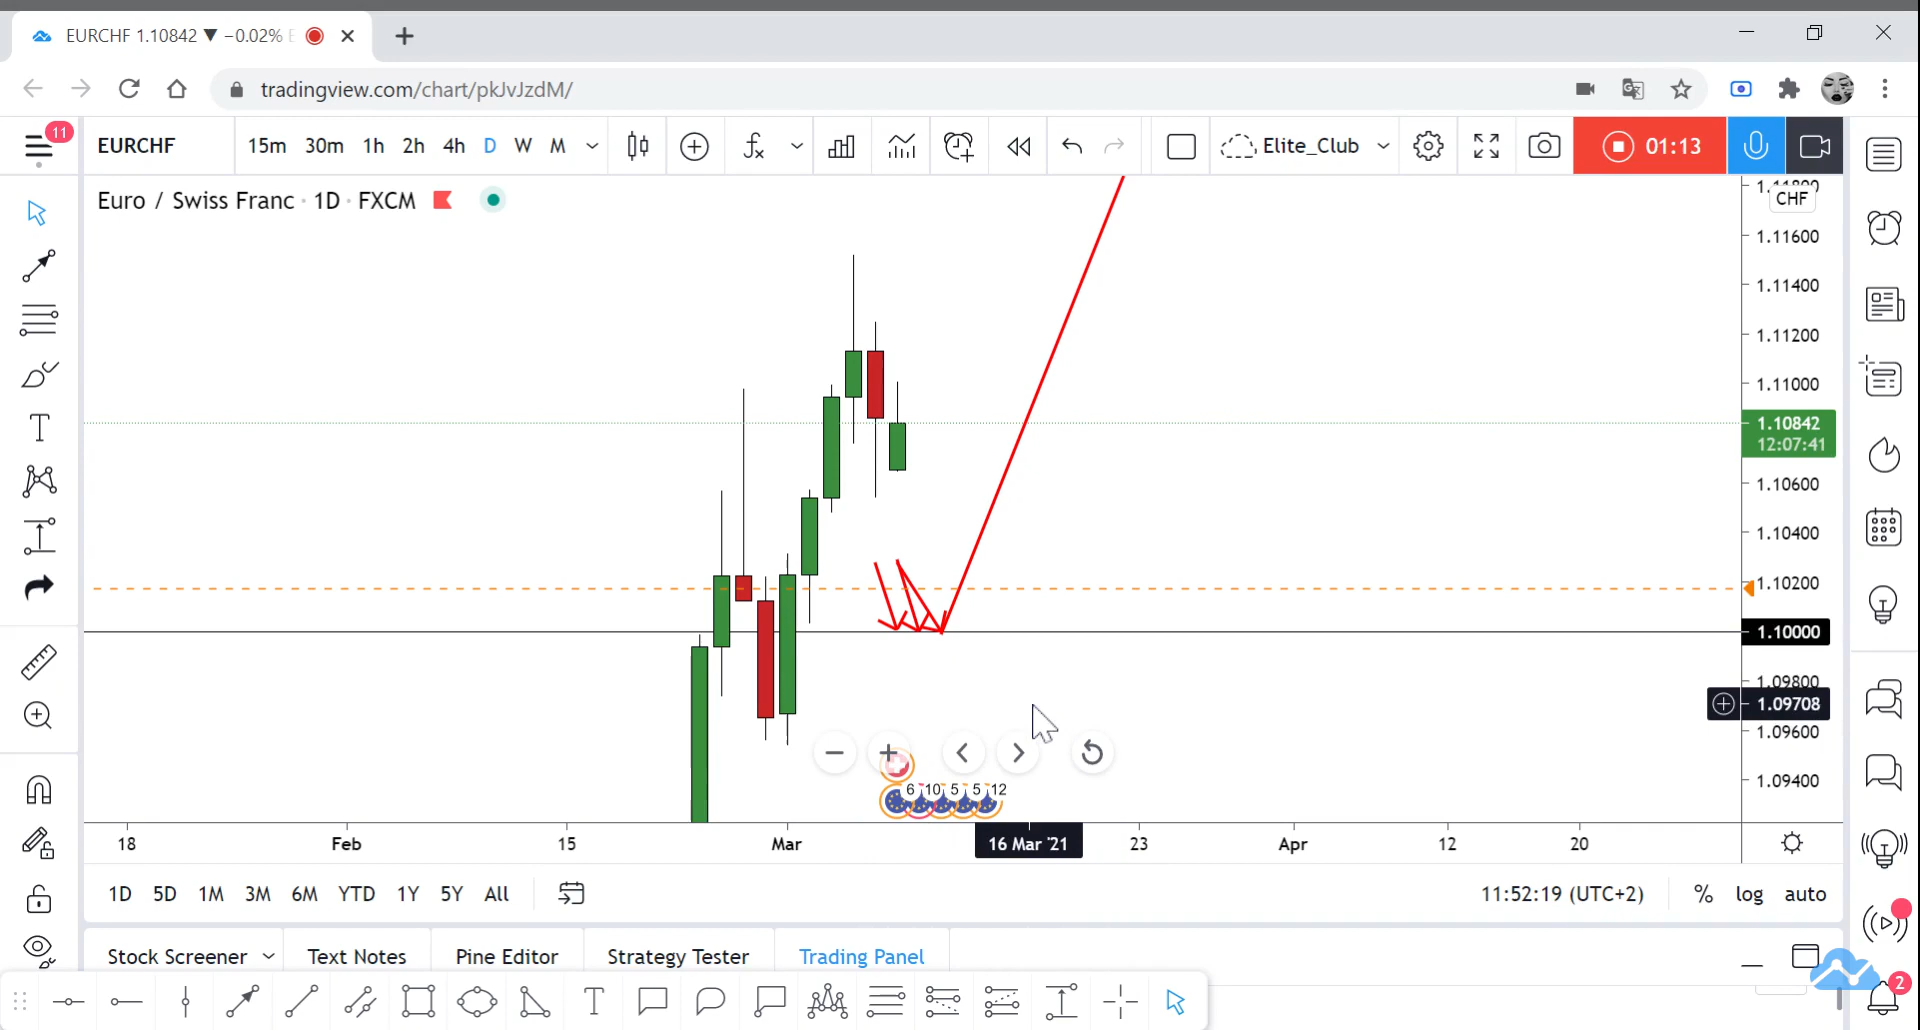 EURCHF 1.10842 ▼ −0.02% E
tradingview.com/chart/pkJvJzdM/
11
EURCHF
15m 30m 1h 2h 4h D W M
Elite_Club
01:13
Euro / Swiss Franc · 1D · FXCM
CHF
1.11800
1.11600
1.11400
1.11200
1.11000
1.10842
12:07:41
1.10600
1.10400
1.10200
1.10000
1.09800
1.09708
1.09600
1.09400
6 10 5 5 12
18 Feb 15 Mar 16 Mar '21 23 Apr 12 20
1D 5D 1M 3M 6M YTD 1Y 5Y All
11:52:19 (UTC+2) % log auto
Stock Screener Text Notes Pine Editor Strategy Tester Trading Panel
2